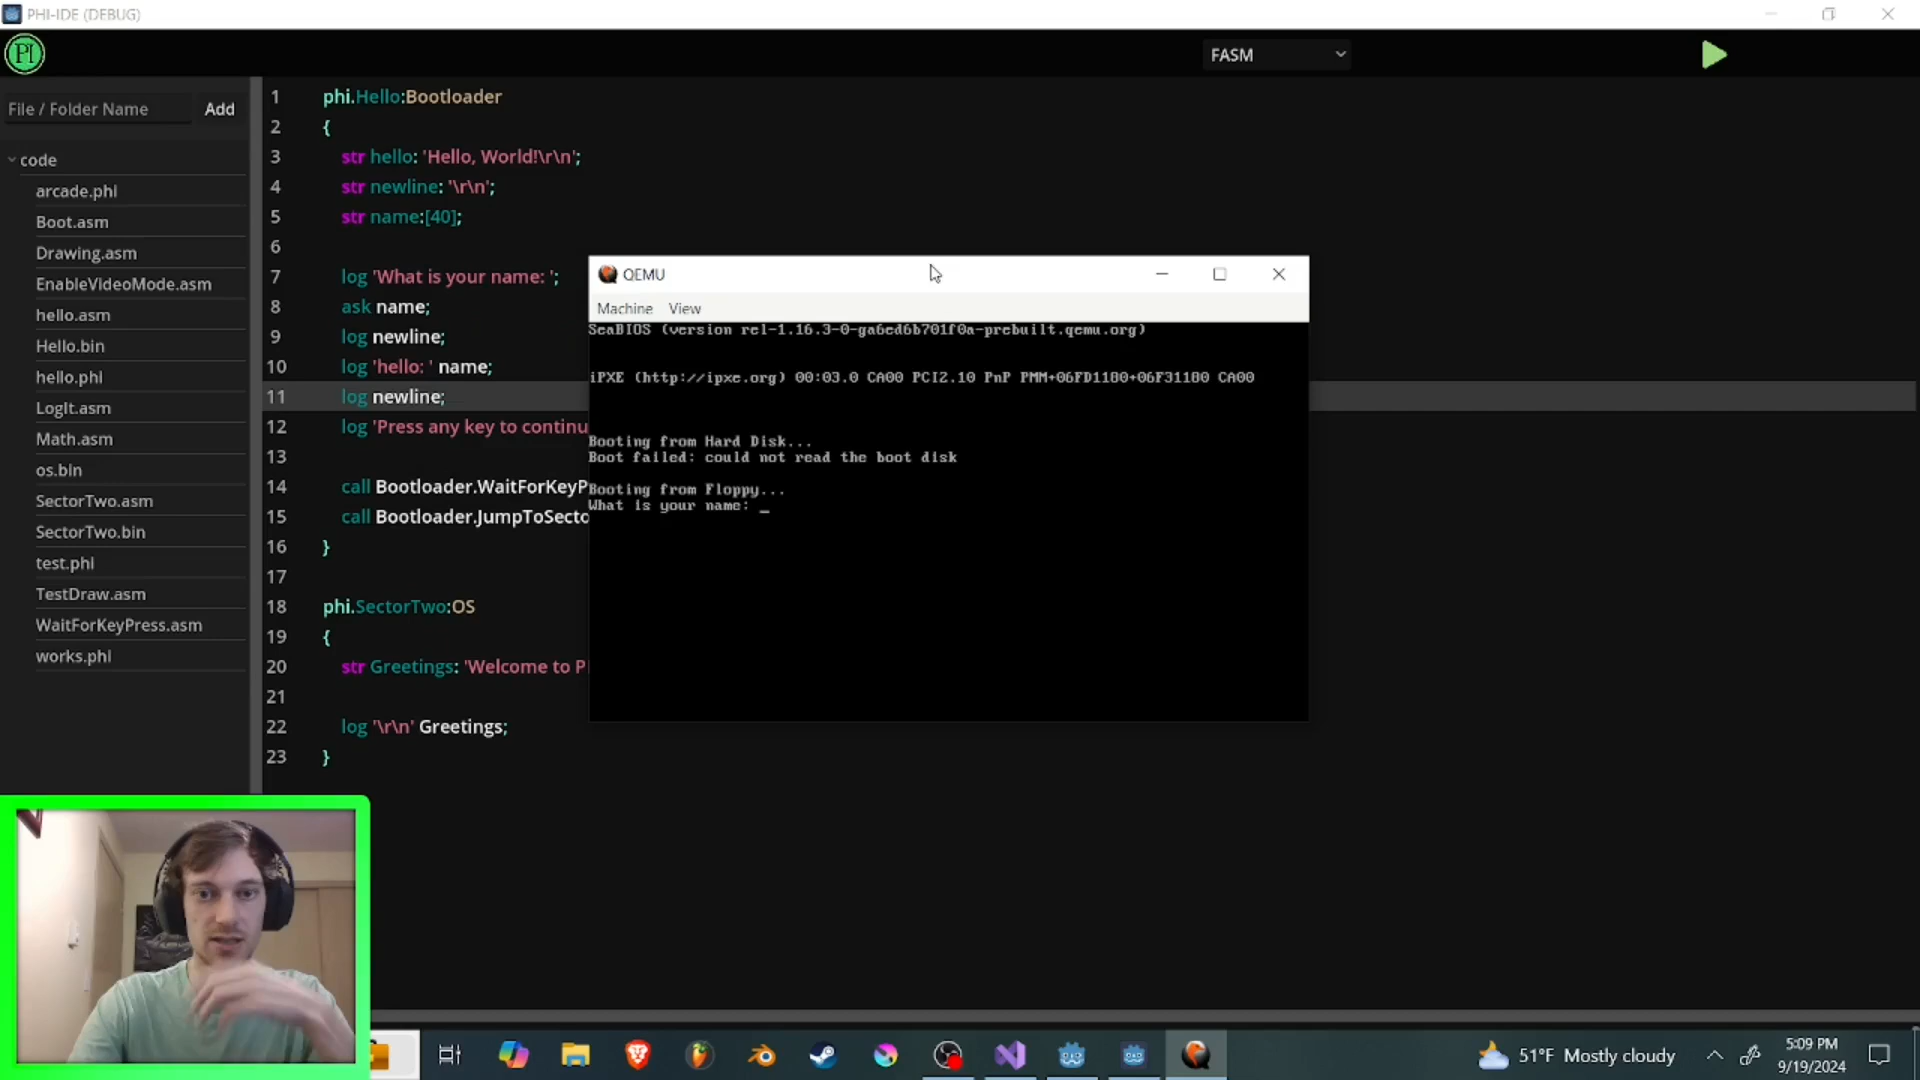 PHI-IDE (DEBUG)
PI
FASM
File / Folder Name
Add
code
arcade.phi
Boot.asm
Drawing.asm
EnableVideoMode.asm
hello.asm
Hello.bin
hello.phi
LogIt.asm
Math.asm
os.bin
SectorTwo.asm
SectorTwo.bin
test.phi
TestDraw.asm
WaitForKeyPress.asm
works.phi
1 phi.Hello:Bootloader
2 {
3 str hello: 'Hello, World!\r\n';
4 str newline: '\r\n';
5 str name:[40];
6
7 log 'What is your name: ';
8 ask name;
9 log newline;
10 log 'hello: ' name;
11 log newline;
12 log 'Press any key to continu
13
14 call Bootloader.WaitForKeyP
15 call Bootloader.JumpToSecto
16 }
17
18 phi.SectorTwo:OS
19 {
20 str Greetings: 'Welcome to P
21
22 log '\r\n' Greetings;
23 }
QEMU
Machine View
SeaBIOS (version rel-1.16.3-0-ga6ed6b701f0a-prebuilt.qemu.org)
iPXE (http://ipxe.org) 00:03.0 CA00 PCI2.10 PnP PMM+06FD1180+06F31180 CA00
Booting from Hard Disk...
Boot failed: could not read the boot disk
Booting from Floppy...
What is your name: _
51°F Mostly cloudy
5:09 PM
9/19/2024